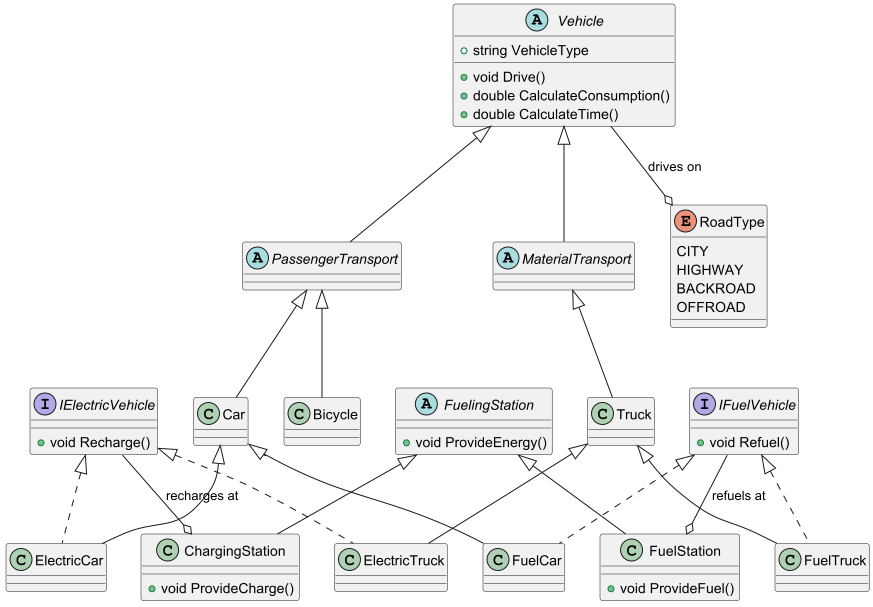 A Vehicle
string VehicleType
void Drive()
double CalculateConsumption()
double CalculateTime()
drives on
E RoadType
CITY
HIGHWAY
BACKROAD
OFFROAD
A PassengerTransport
A MaterialTransport
I IElectricVehicle
void Recharge()
C Car
C Bicycle
A FuelingStation
void ProvideEnergy()
C Truck
I IFuelVehicle
void Refuel()
recharges at
refuels at
C ElectricCar
C ChargingStation
void ProvideCharge()
C ElectricTruck
C FuelCar
C FuelStation
void ProvideFuel()
C FuelTruck